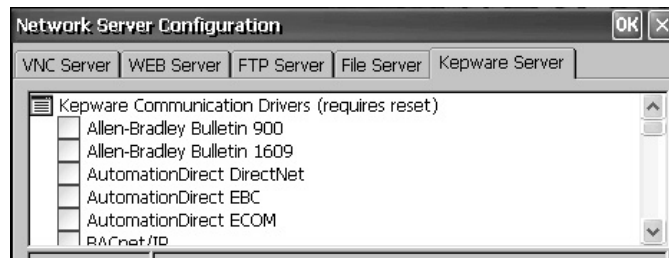 Network Server Configuration
OK
VNC Server WEB Server FTP Server File Server Kepware Server
Kepware Communication Drivers (requires reset)
Allen-Bradley Bulletin 900
Allen-Bradley Bulletin 1609
AutomationDirect DirectNet
AutomationDirect EBC
AutomationDirect ECOM
BACnet/IP